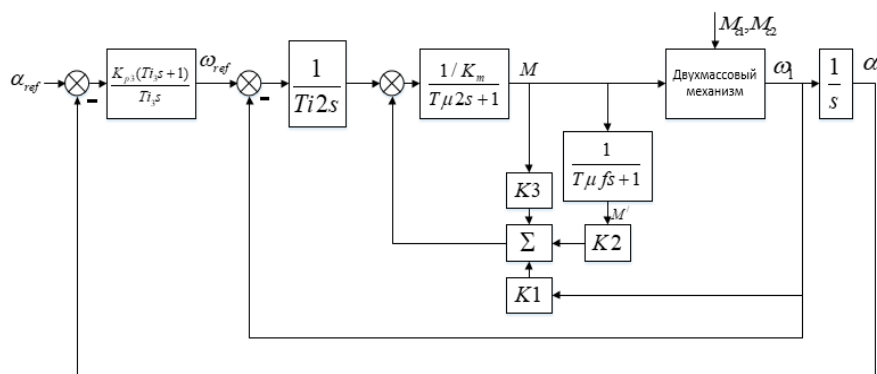 α_ref
-
K_p3(Ti_3s+1)
Ti_3s
ω_ref
-
1
Ti2s
1/K_m
Tμ2s+1
M
M_c1, M_c2
Двухмассовый
механизм
ω_1
1
s
α
1
Tμfs+1
M'
K3
Σ
K2
K1